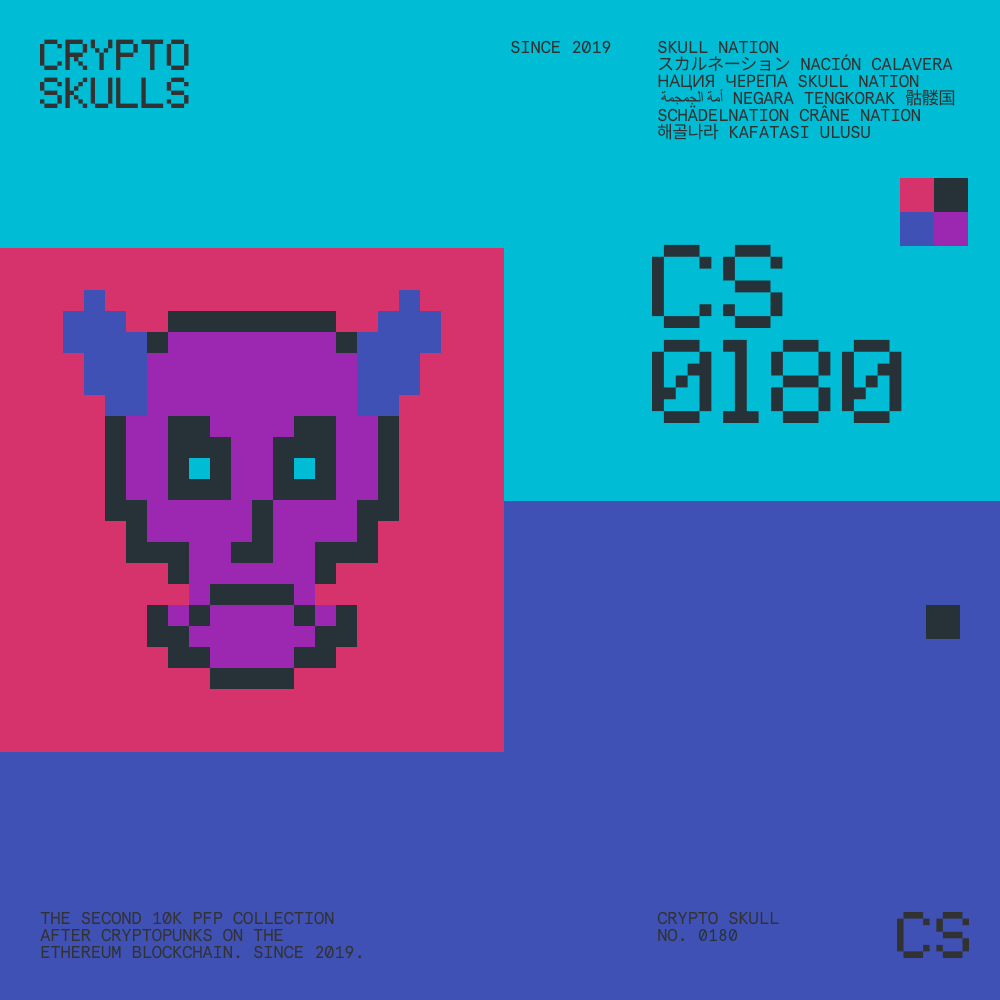 CRYPTO
SKULLS
SINCE 2019
SKULL NATION
スカルネーション NACIÓN CALAVERA
НАЦИЯ ЧЕРЕПА SKULL NATION
أمة الجمجمة NEGARA TENGKORAK 骷髅国
SCHÄDELNATION CRÂNE NATION
해골나라 KAFATASI ULUSU
CS
0180
THE SECOND 10K PFP COLLECTION
AFTER CRYPTOPUNKS ON THE
ETHEREUM BLOCKCHAIN. SINCE 2019.
CRYPTO SKULL
NO. 0180
CS